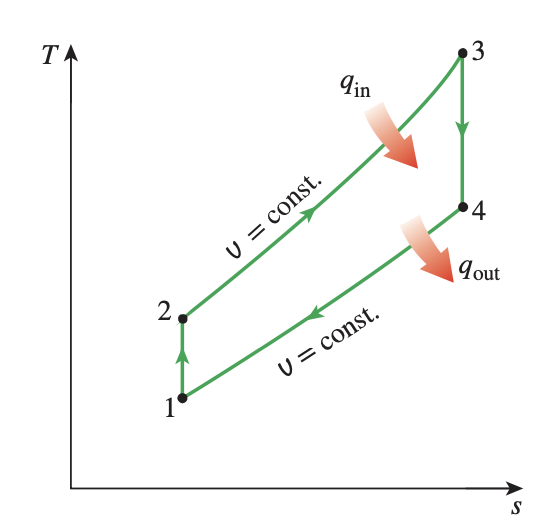 T
3
q_in
υ = const.
4
q_out
2
υ = const.
1
s